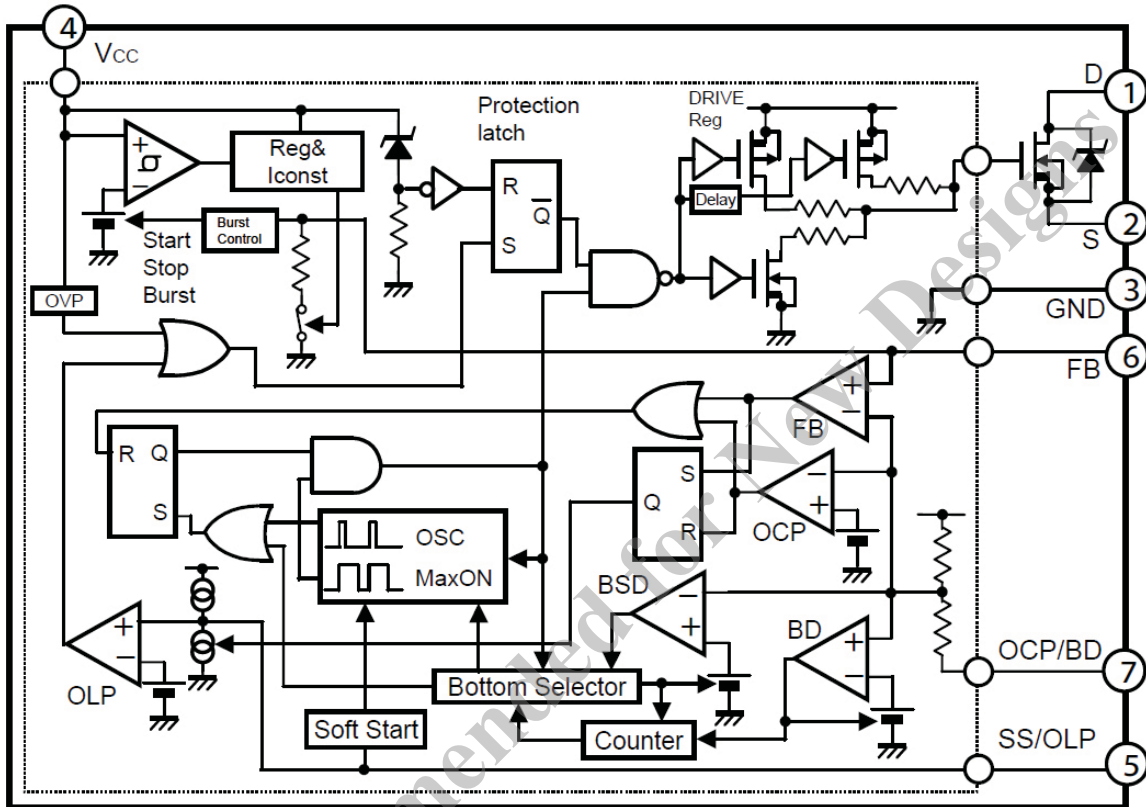 4
VCC
D
1
DRIVE
Reg
Protection
latch
+
-
Reg&
Iconst
R
Q
S
Delay
2
S
Burst
Control
Start
Stop
Burst
OVP
3
GND
6
FB
+
-
FB
R
Q
S
S
Q
R
-
+
OCP
OSC
MaxON
BSD
-
+
BD
+
-
OCP/BD
7
+
-
OLP
Bottom Selector
Soft Start
Counter
SS/OLP
5
mended for New Designs